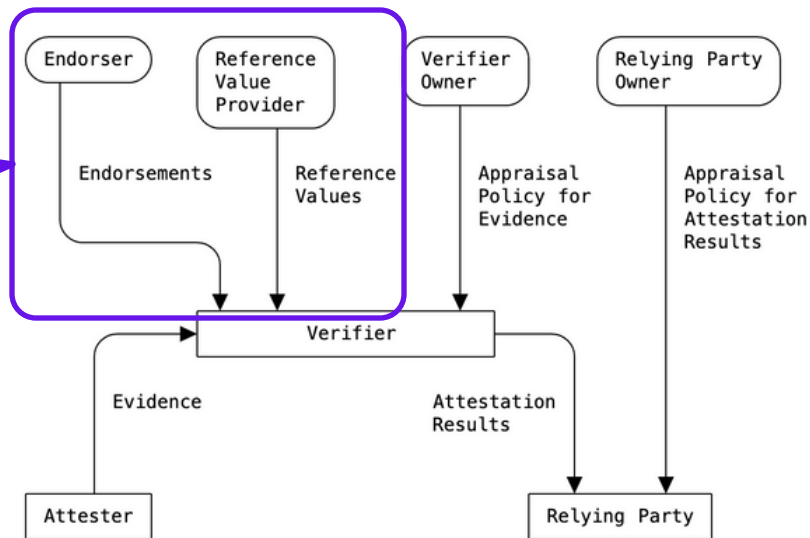 Endorser
Reference
Value
Provider
Verifier
Owner
Relying Party
Owner
Endorsements
Reference
Values
Appraisal
Policy for
Evidence
Appraisal
Policy for
Attestation
Results
Verifier
Evidence
Attestation
Results
Attester
Relying Party